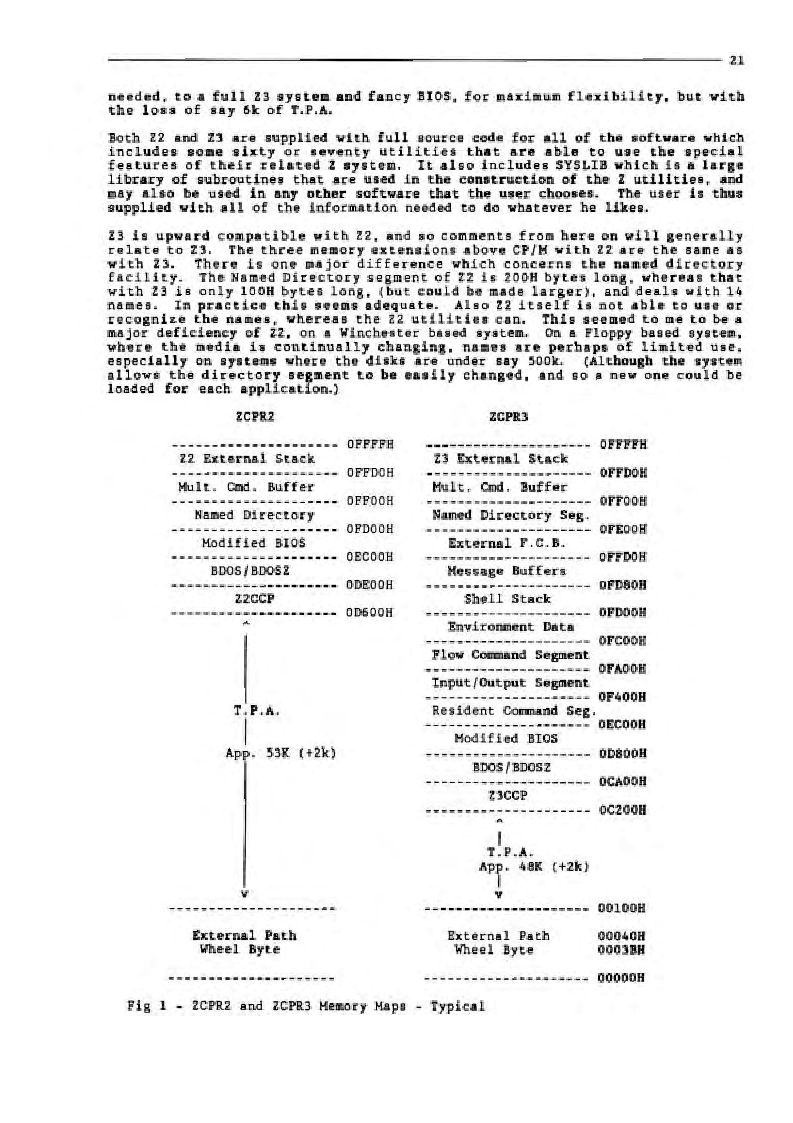 21
needed, to a full Z3 system and fancy BIOS, for maximum flexibility, but with
the loss of say 6k of T.P.A.
Both Z2 and Z3 are supplied with full source code for all of the software which
includes some sixty or seventy utilities that are able to use the special
features of their related Z system. It also includes SYSLIB which is a large
library of subroutines that are used in the construction of the Z utilities, and
may also be used in any other software that the user chooses. The user is thus
supplied with all of the information needed to do whatever he likes.
Z3 is upward compatible with Z2, and so comments from here on will generally
relate to Z3. The three memory extensions above CP/M with Z2 are the same as
with Z3. There is one major difference which concerns the named directory
facility. The Named Directory segment of Z2 is 200H bytes long, whereas that
with Z3 is only 100H bytes long, (but could be made larger), and deals with 14
names. In practice this seems adequate. Also Z2 itself is not able to use or
recognize the names, whereas the Z2 utilities can. This seemed to me to be a
major deficiency of Z2, on a Winchester based system. On a Floppy based system,
where the media is continually changing, names are perhaps of limited use,
especially on systems where the disks are under say 500k. (Although the system
allows the directory segment to be easily changed, and so a new one could be
loaded for each application.)
ZCPR2
--------------------- 0FFFFH
Z2 External Stack
--------------------- 0FFD0H
Mult. Cmd. Buffer
--------------------- 0FF00H
Named Directory
--------------------- 0FD00H
Modified BIOS
--------------------- 0EC00H
BDOS/BDOSZ
--------------------- 0DE00H
Z2CCP
--------------------- 0D600H
^
T.P.A.
App. 53K (+2k)
v
---------------------
External Path
Wheel Byte
---------------------
ZCPR3
--------------------- 0FFFFH
Z3 External Stack
--------------------- 0FFD0H
Mult. Cmd. Buffer
--------------------- 0FF00H
Named Directory Seg.
--------------------- 0FE00H
External F.C.B.
--------------------- 0FFD0H
Message Buffers
--------------------- 0FD80H
Shell Stack
--------------------- 0FD00H
Environment Data
--------------------- 0FC00H
Flow Command Segment
--------------------- 0FA00H
Input/Output Segment
--------------------- 0F400H
Resident Command Seg.
--------------------- 0EC00H
Modified BIOS
--------------------- 0D800H
BDOS/BDOSZ
--------------------- 0CA00H
Z3CCP
--------------------- 0C200H
^
T.P.A.
App. 48K (+2k)
v
--------------------- 00100H
External Path 00040H
Wheel Byte 0003BH
--------------------- 00000H
Fig 1 - ZCPR2 and ZCPR3 Memory Maps - Typical